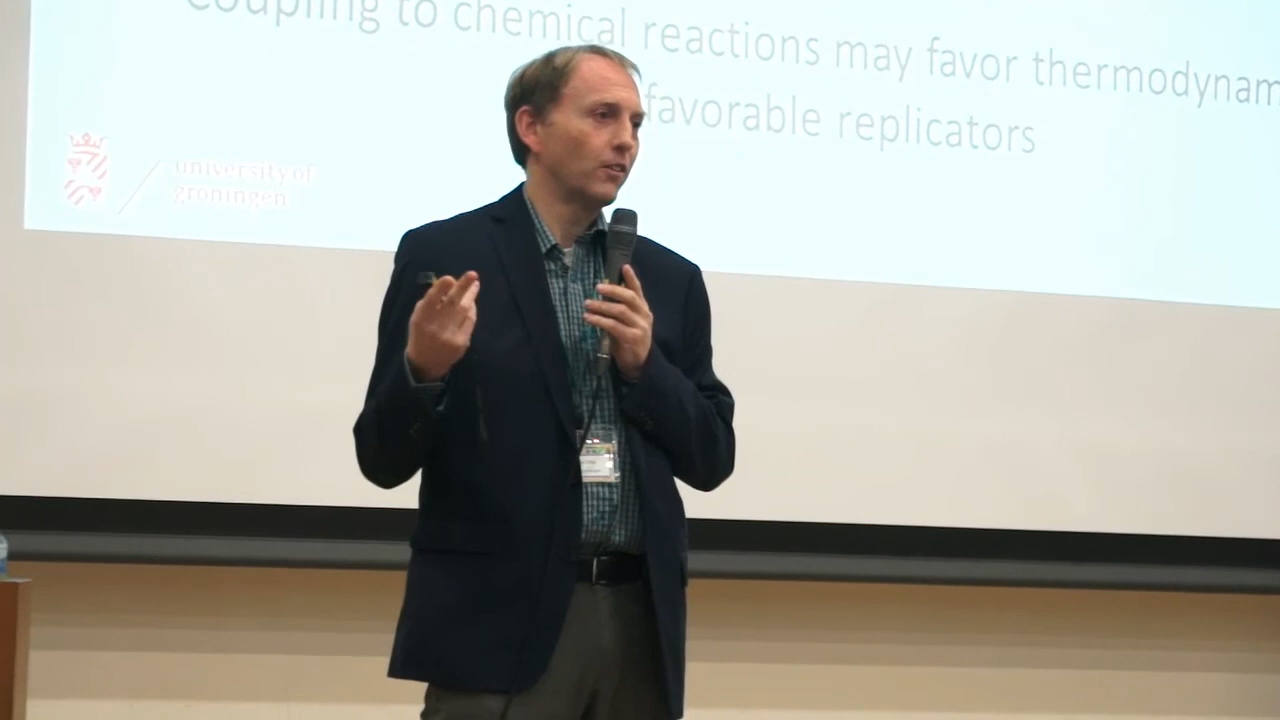 coupling to chemical reactions may favor thermodynam
favorable replicators
university of
groningen